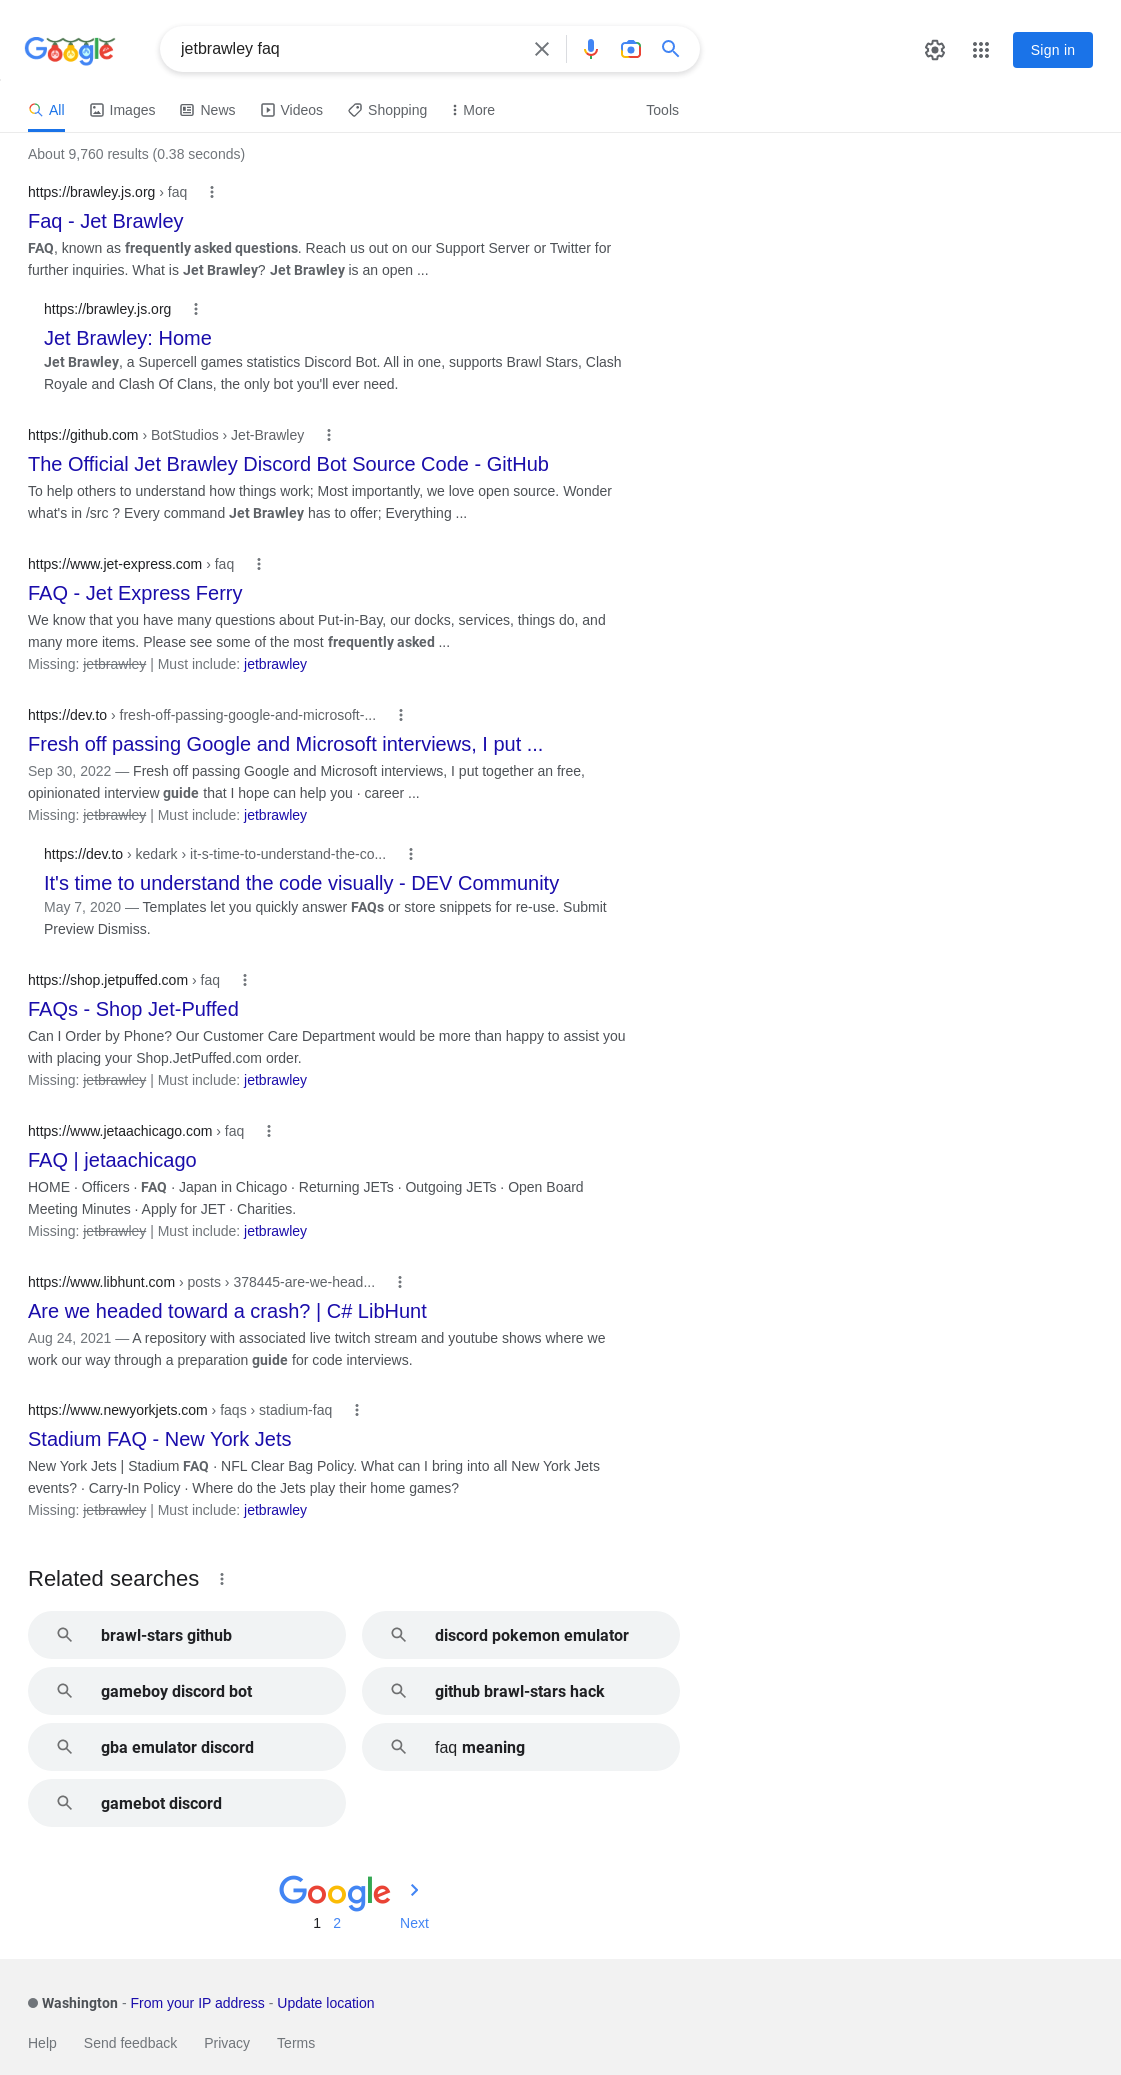 Google
jetbrawley faq
Sign in
All Images News Videos Shopping More Tools
About 9,760 results (0.38 seconds)
https://brawley.js.org › faq
Faq - Jet Brawley
FAQ, known as frequently asked questions. Reach us out on our Support Server or Twitter for
further inquiries. What is Jet Brawley? Jet Brawley is an open ...
https://brawley.js.org
Jet Brawley: Home
Jet Brawley, a Supercell games statistics Discord Bot. All in one, supports Brawl Stars, Clash
Royale and Clash Of Clans, the only bot you'll ever need.
https://github.com › BotStudios › Jet-Brawley
The Official Jet Brawley Discord Bot Source Code - GitHub
To help others to understand how things work; Most importantly, we love open source. Wonder
what's in /src ? Every command Jet Brawley has to offer; Everything ...
https://www.jet-express.com › faq
FAQ - Jet Express Ferry
We know that you have many questions about Put-in-Bay, our docks, services, things do, and
many more items. Please see some of the most frequently asked ...
Missing: jetbrawley | Must include: jetbrawley
https://dev.to › fresh-off-passing-google-and-microsoft-...
Fresh off passing Google and Microsoft interviews, I put ...
Sep 30, 2022 — Fresh off passing Google and Microsoft interviews, I put together an free,
opinionated interview guide that I hope can help you · career ...
Missing: jetbrawley | Must include: jetbrawley
https://dev.to › kedark › it-s-time-to-understand-the-co...
It's time to understand the code visually - DEV Community
May 7, 2020 — Templates let you quickly answer FAQs or store snippets for re-use. Submit
Preview Dismiss.
https://shop.jetpuffed.com › faq
FAQs - Shop Jet-Puffed
Can I Order by Phone? Our Customer Care Department would be more than happy to assist you
with placing your Shop.JetPuffed.com order.
Missing: jetbrawley | Must include: jetbrawley
https://www.jetaachicago.com › faq
FAQ | jetaachicago
HOME · Officers · FAQ · Japan in Chicago · Returning JETs · Outgoing JETs · Open Board
Meeting Minutes · Apply for JET · Charities.
Missing: jetbrawley | Must include: jetbrawley
https://www.libhunt.com › posts › 378445-are-we-head...
Are we headed toward a crash? | C# LibHunt
Aug 24, 2021 — A repository with associated live twitch stream and youtube shows where we
work our way through a preparation guide for code interviews.
https://www.newyorkjets.com › faqs › stadium-faq
Stadium FAQ - New York Jets
New York Jets | Stadium FAQ · NFL Clear Bag Policy. What can I bring into all New York Jets
events? · Carry-In Policy · Where do the Jets play their home games?
Missing: jetbrawley | Must include: jetbrawley
Related searches
brawl-stars github
discord pokemon emulator
gameboy discord bot
github brawl-stars hack
gba emulator discord
faq meaning
gamebot discord
Google
1 2 Next
Washington - From your IP address - Update location
Help Send feedback Privacy Terms